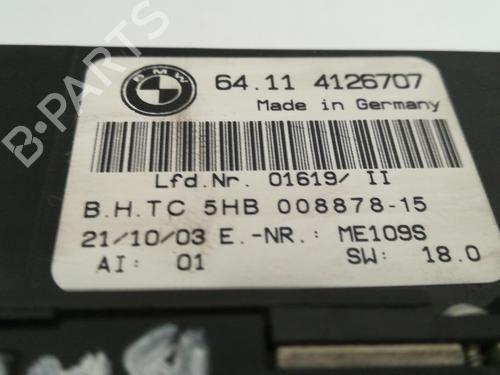 BMW
64.11 4126707
Made in Germany
Lfd.Nr. 01619/ II
B.H.TC 5HB 008878-15
21/10/03 E.-NR.: ME109S
AI: 01 SW: 18.0
B-PARTS